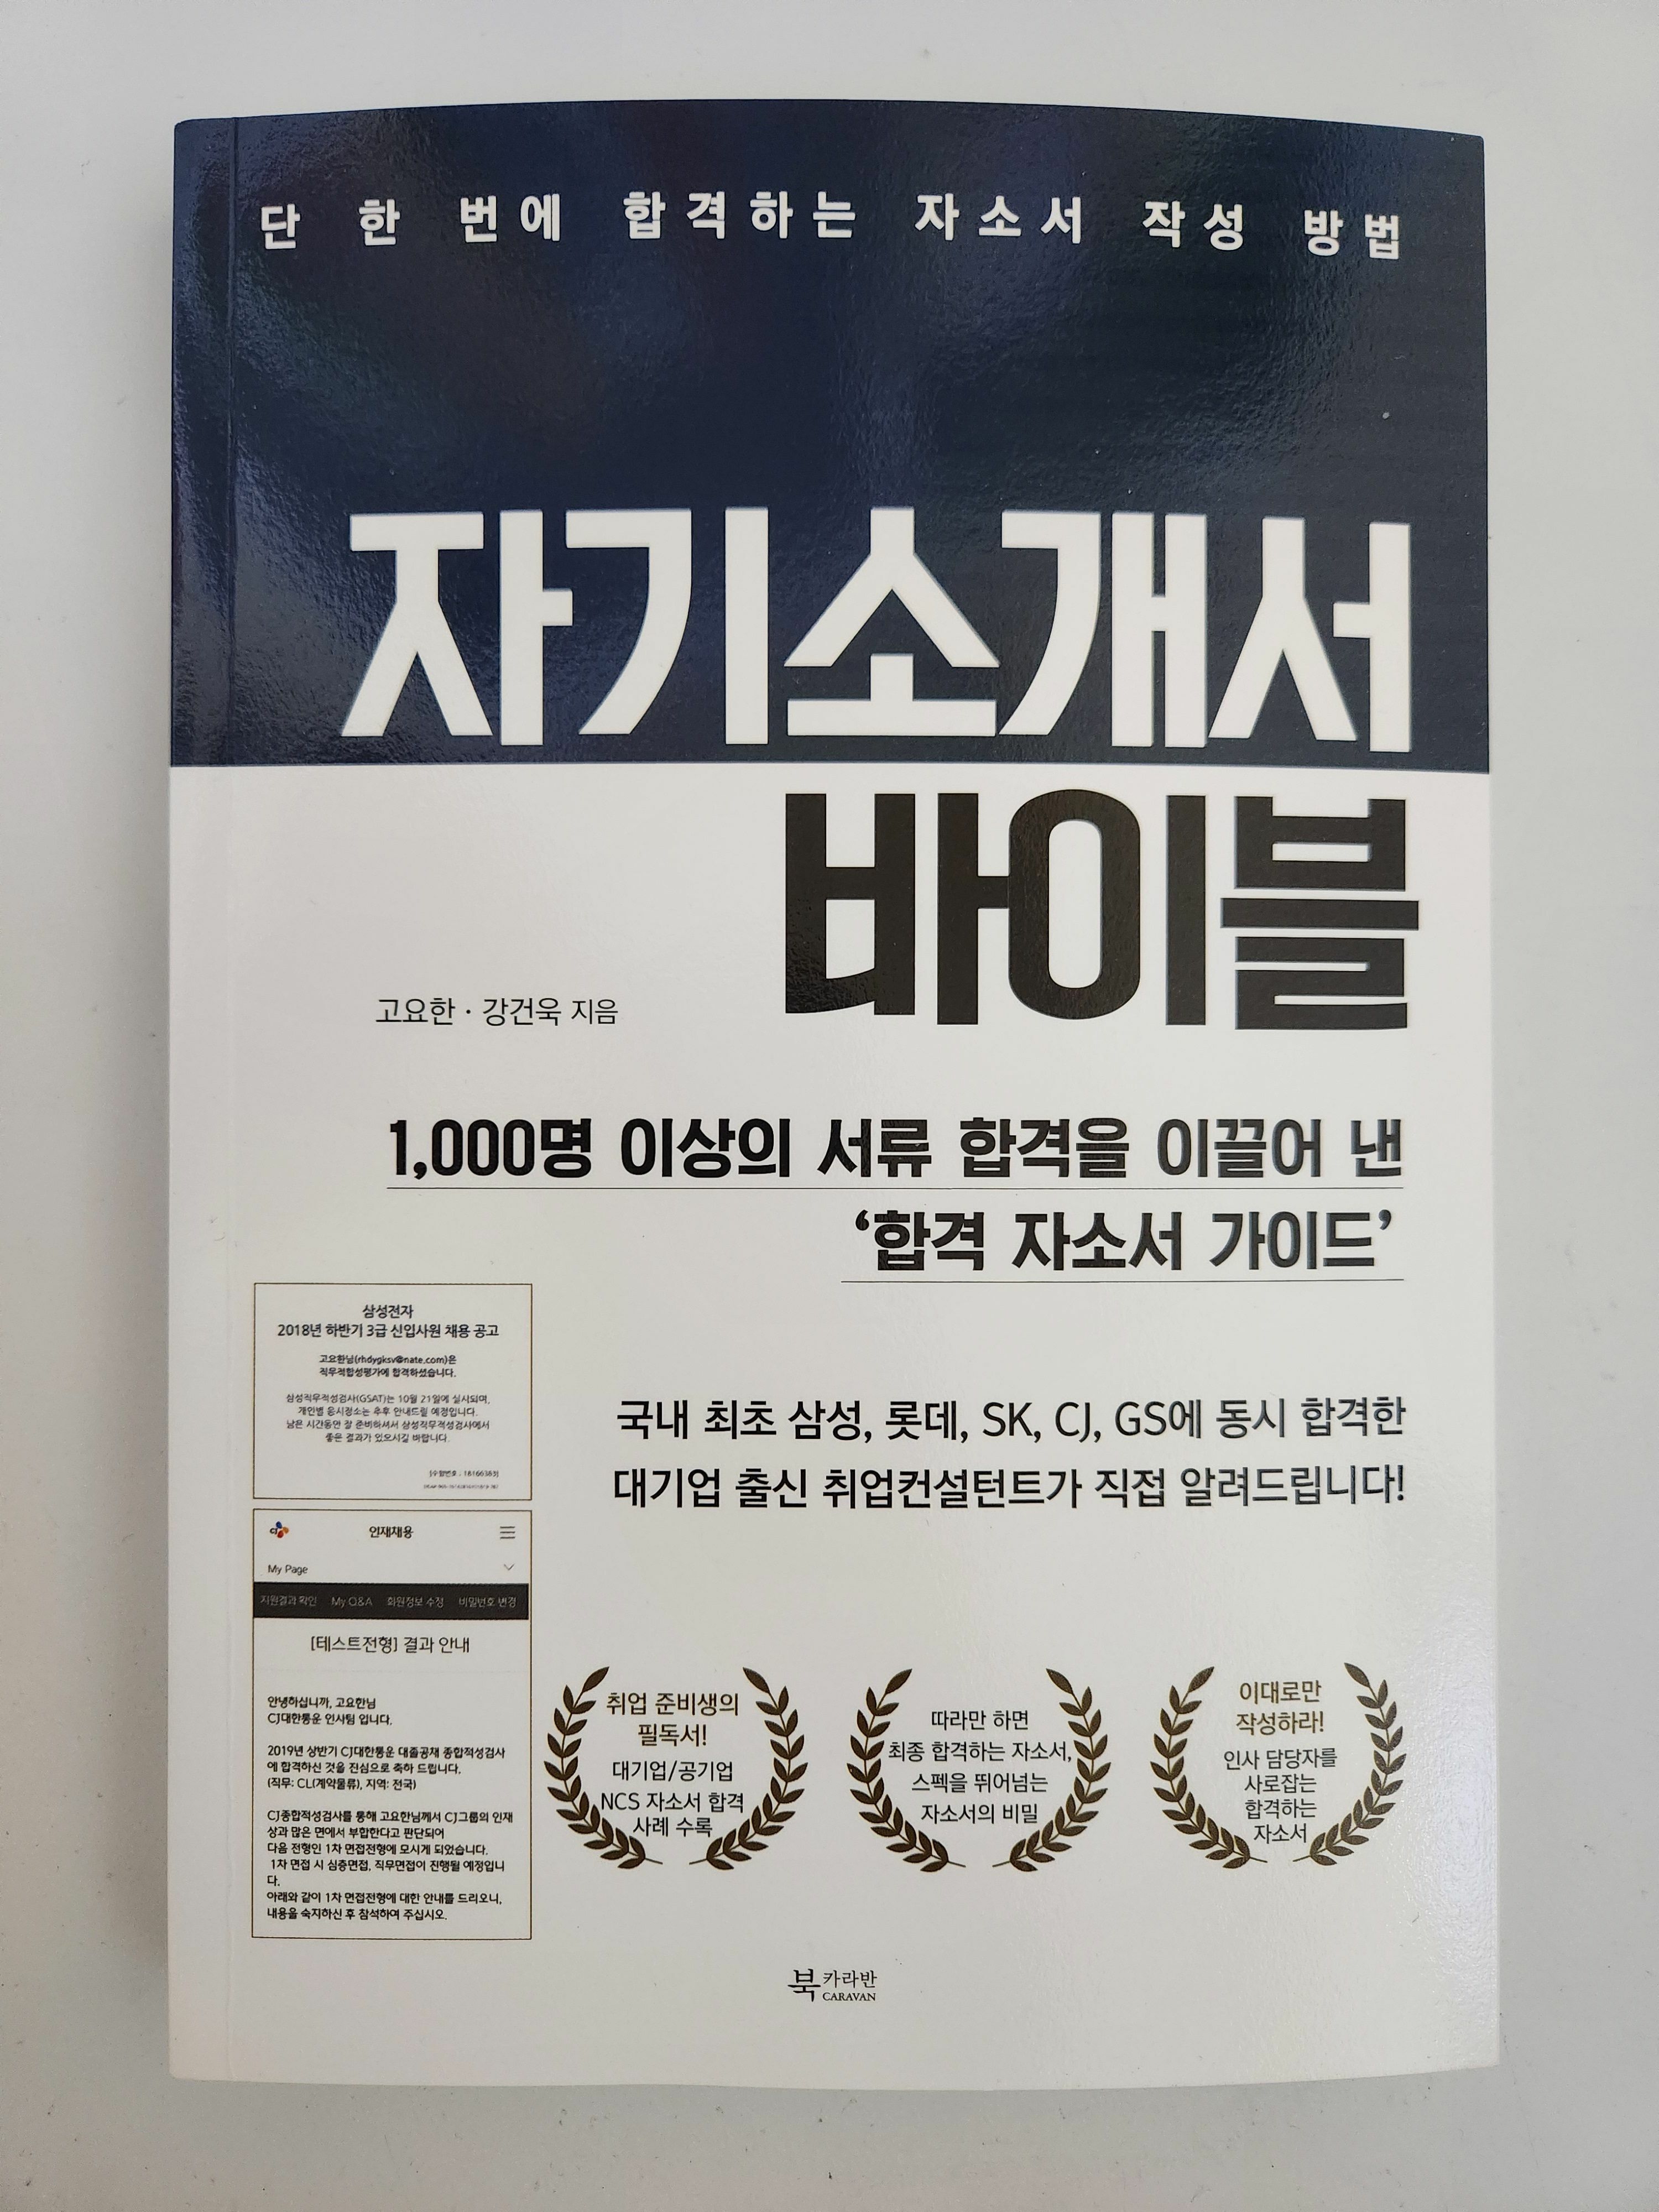 단 한 번에 합격하는 자소서 작성 방법
자기소개서
바이블
고요한 · 강건욱 지음
1,000명 이상의 서류 합격을 이끌어 낸
‘합격 자소서 가이드’
삼성전자
2018년 하반기 3급 신입사원 채용 공고
고요한님(rhdygksv@nate.com)은
직무적합성평가에 합격하셨습니다.
삼성직무적성검사(GSAT)는 10월 21일에 실시되며,
개인별 응시장소는 추후 안내드릴 예정입니다.
남은 시간동안 잘 준비하셔서 삼성직무적성검사에서
좋은 결과가 있으시길 바랍니다.
[수험번호 : 18166383]
국내 최초 삼성, 롯데, SK, CJ, GS에 동시 합격한
대기업 출신 취업컨설턴트가 직접 알려드립니다!
CJ 인재채용
My Page
지원결과 확인 My Q&A 회원정보 수정 비밀번호 변경
[테스트전형] 결과 안내
안녕하십니까, 고요한님
CJ대한통운 인사팀 입니다.
2019년 상반기 CJ대한통운 대졸공채 종합적성검사
에 합격하신 것을 진심으로 축하 드립니다.
(직무: CL(계약물류), 지역: 전국)
CJ종합적성검사를 통해 고요한님께서 CJ그룹의 인재
상과 많은 면에서 부합한다고 판단되어
다음 전형인 1차 면접전형에 모시게 되었습니다.
1차 면접 시 심층면접, 직무면접이 진행될 예정입니
다.
아래와 같이 1차 면접전형에 대한 안내를 드리오니,
내용을 숙지하신 후 참석하여 주십시오.
취업 준비생의
필독서!
대기업/공기업
NCS 자소서 합격
사례 수록
따라만 하면
최종 합격하는 자소서,
스펙을 뛰어넘는
자소서의 비밀
이대로만
작성하라!
인사 담당자를
사로잡는
합격하는
자소서
북카라반
CARAVAN